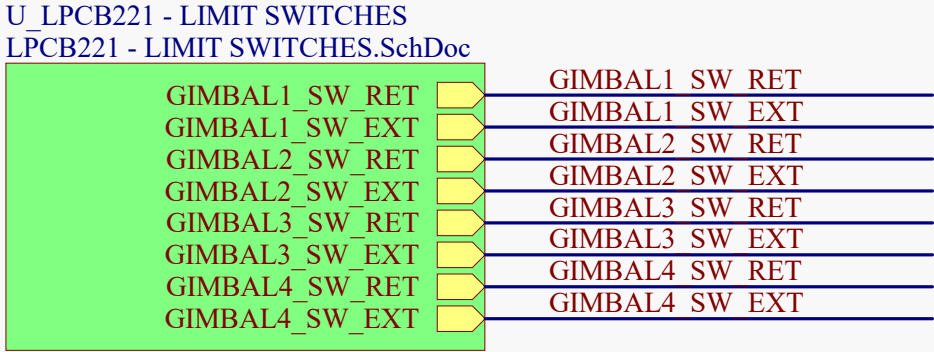 U_LPCB221 - LIMIT SWITCHES
LPCB221 - LIMIT SWITCHES.SchDoc
GIMBAL1_SW_RET GIMBAL1_SW_RET
GIMBAL1_SW_EXT GIMBAL1_SW_EXT
GIMBAL2_SW_RET GIMBAL2_SW_RET
GIMBAL2_SW_EXT GIMBAL2_SW_EXT
GIMBAL3_SW_RET GIMBAL3_SW_RET
GIMBAL3_SW_EXT GIMBAL3_SW_EXT
GIMBAL4_SW_RET GIMBAL4_SW_RET
GIMBAL4_SW_EXT GIMBAL4_SW_EXT